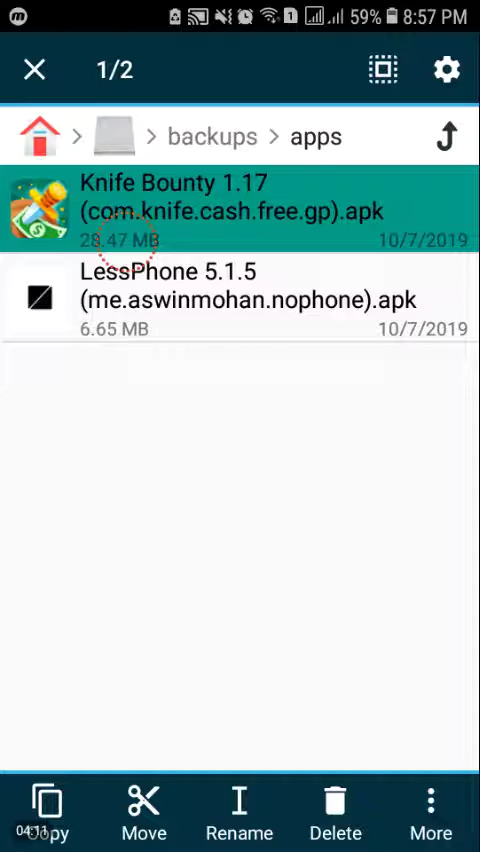 59% 8:57 PM
1/2
backups > apps
Knife Bounty 1.17
(com.knife.cash.free.gp).apk
28.47 MB 10/7/2019
LessPhone 5.1.5
(me.aswinmohan.nophone).apk
6.65 MB 10/7/2019
Copy Move Rename Delete More
04:11